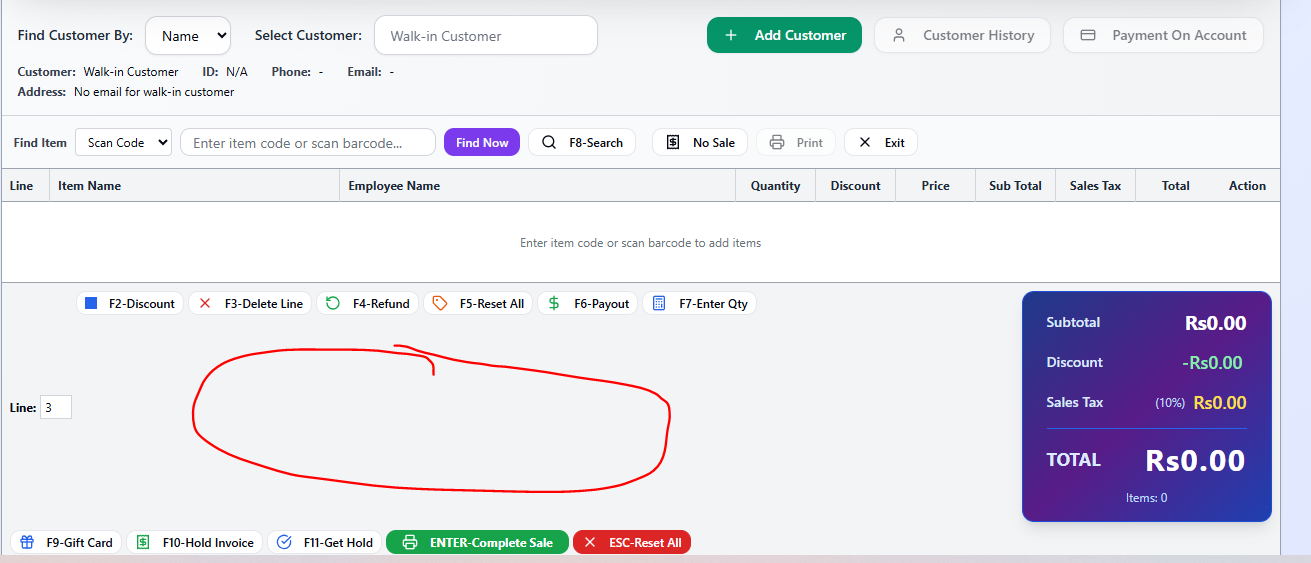 Find Customer By: Name Select Customer: Walk-in Customer Add Customer Customer History Payment On Account
Customer: Walk-in Customer ID: N/A Phone: - Email: -
Address: No email for walk-in customer
Find Item Scan Code Enter item code or scan barcode... Find Now F8-Search No Sale Print Exit
Line Item Name Employee Name Quantity Discount Price Sub Total Sales Tax Total Action
Enter item code or scan barcode to add items
F2-Discount F3-Delete Line F4-Refund F5-Reset All F6-Payout F7-Enter Qty
Line: 3
Subtotal Rs0.00
Discount -Rs0.00
Sales Tax (10%) Rs0.00
TOTAL Rs0.00
Items: 0
F9-Gift Card F10-Hold Invoice F11-Get Hold ENTER-Complete Sale ESC-Reset All